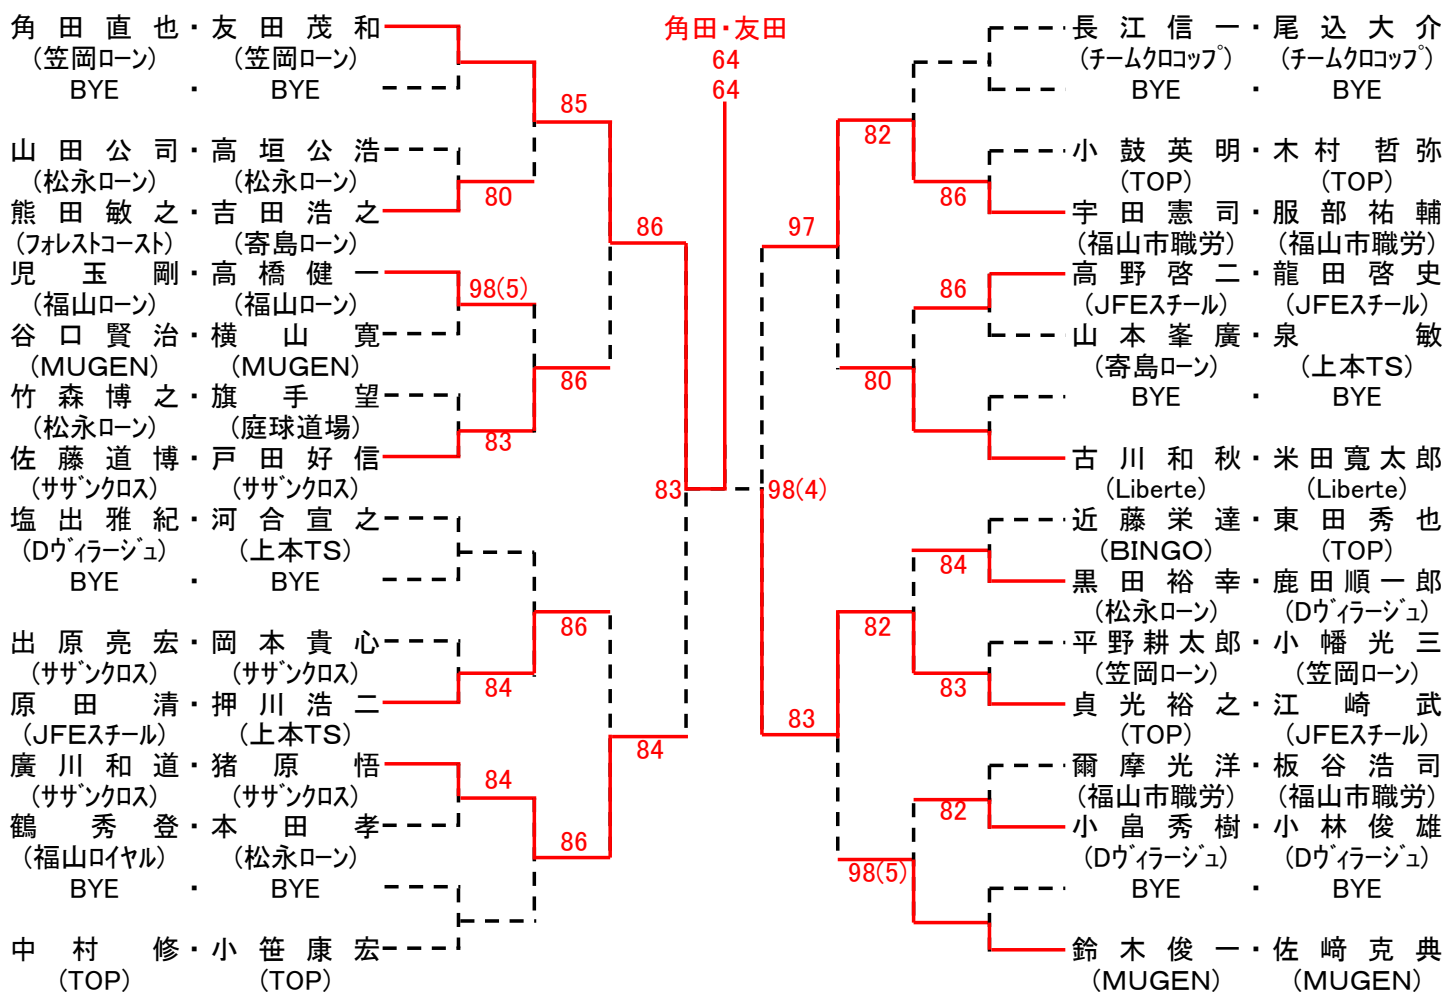 角田直也・友田茂和
(笠岡ローン) (笠岡ローン)
BYE ・ BYE
山田公司・高垣公浩
(松永ローン) (松永ローン)
熊田敏之・吉田浩之
(フォレストコースト) (寄島ローン)
児玉剛・高橋健一
(福山ローン) (福山ローン)
谷口賢治・横山寛
(MUGEN) (MUGEN)
竹森博之・旗手望
(松永ローン) (庭球道場)
佐藤道博・戸田好信
(サザンクロス) (サザンクロス)
塩出雅紀・河合宣之
(Dヴィラージュ) (上本TS)
BYE ・ BYE
出原亮宏・岡本貴心
(サザンクロス) (サザンクロス)
原田清・押川浩二
(JFEスチール) (上本TS)
廣川和道・猪原悟
(サザンクロス) (サザンクロス)
鶴秀登・本田孝
(福山ロイヤル) (松永ローン)
BYE ・ BYE
中村修・小笹康宏
(TOP) (TOP)
80
98(5)
83
84
84
85
86
86
86
86
84
83
角田・友田
64
64
98(4)
97
83
82
80
82
98(5)
86
86
84
83
82
長江信一・尾込大介
(チームクロコップ) (チームクロコップ)
BYE ・ BYE
小鼓英明・木村哲弥
(TOP) (TOP)
宇田憲司・服部祐輔
(福山市職労) (福山市職労)
高野啓二・龍田啓史
(JFEスチール) (JFEスチール)
山本峯廣・泉敏
(寄島ローン) (上本TS)
BYE ・ BYE
古川和秋・米田寛太郎
(Liberte) (Liberte)
近藤栄達・東田秀也
(BINGO) (TOP)
黒田裕幸・鹿田順一郎
(松永ローン) (Dヴィラージュ)
平野耕太郎・小幡光三
(笠岡ローン) (笠岡ローン)
貞光裕之・江崎武
(TOP) (JFEスチール)
爾摩光洋・板谷浩司
(福山市職労) (福山市職労)
小畠秀樹・小林俊雄
(Dヴィラージュ) (Dヴィラージュ)
BYE ・ BYE
鈴木俊一・佐﨑克典
(MUGEN) (MUGEN)